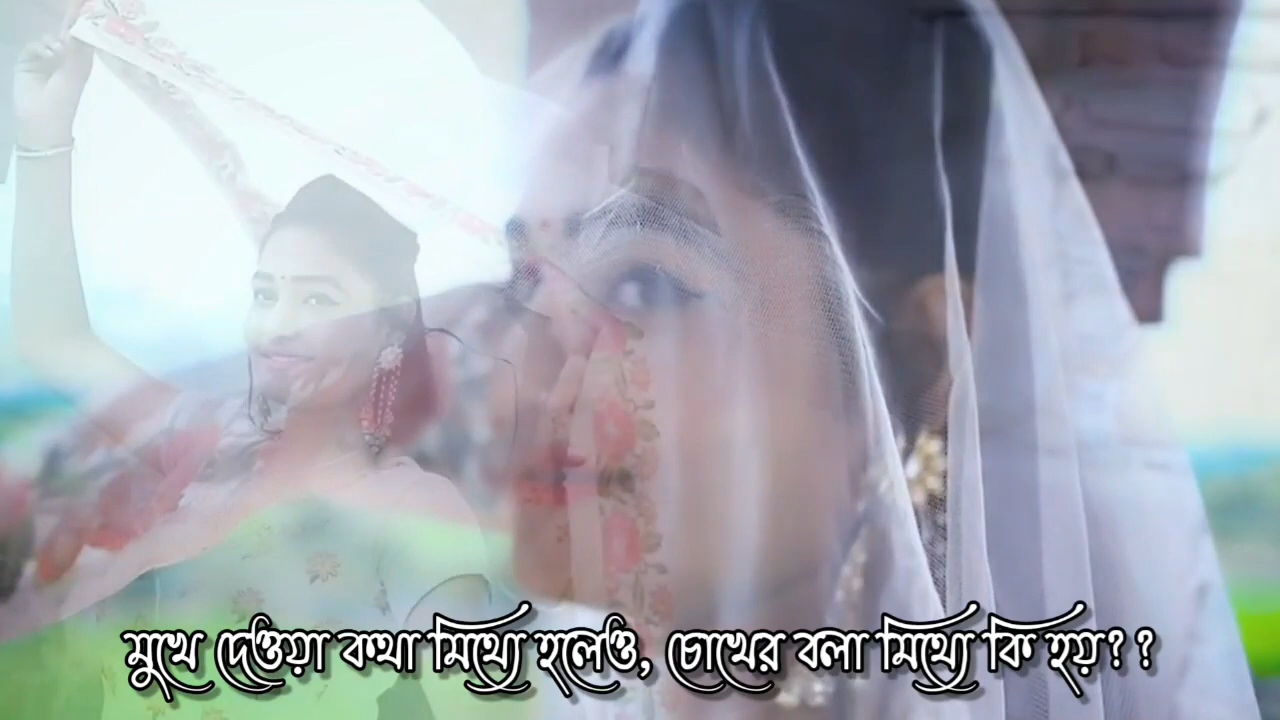 মুখে দেওয়া কথা মিথ্যে হলেও, চোখের বলা মিথ্যে কি হয়??